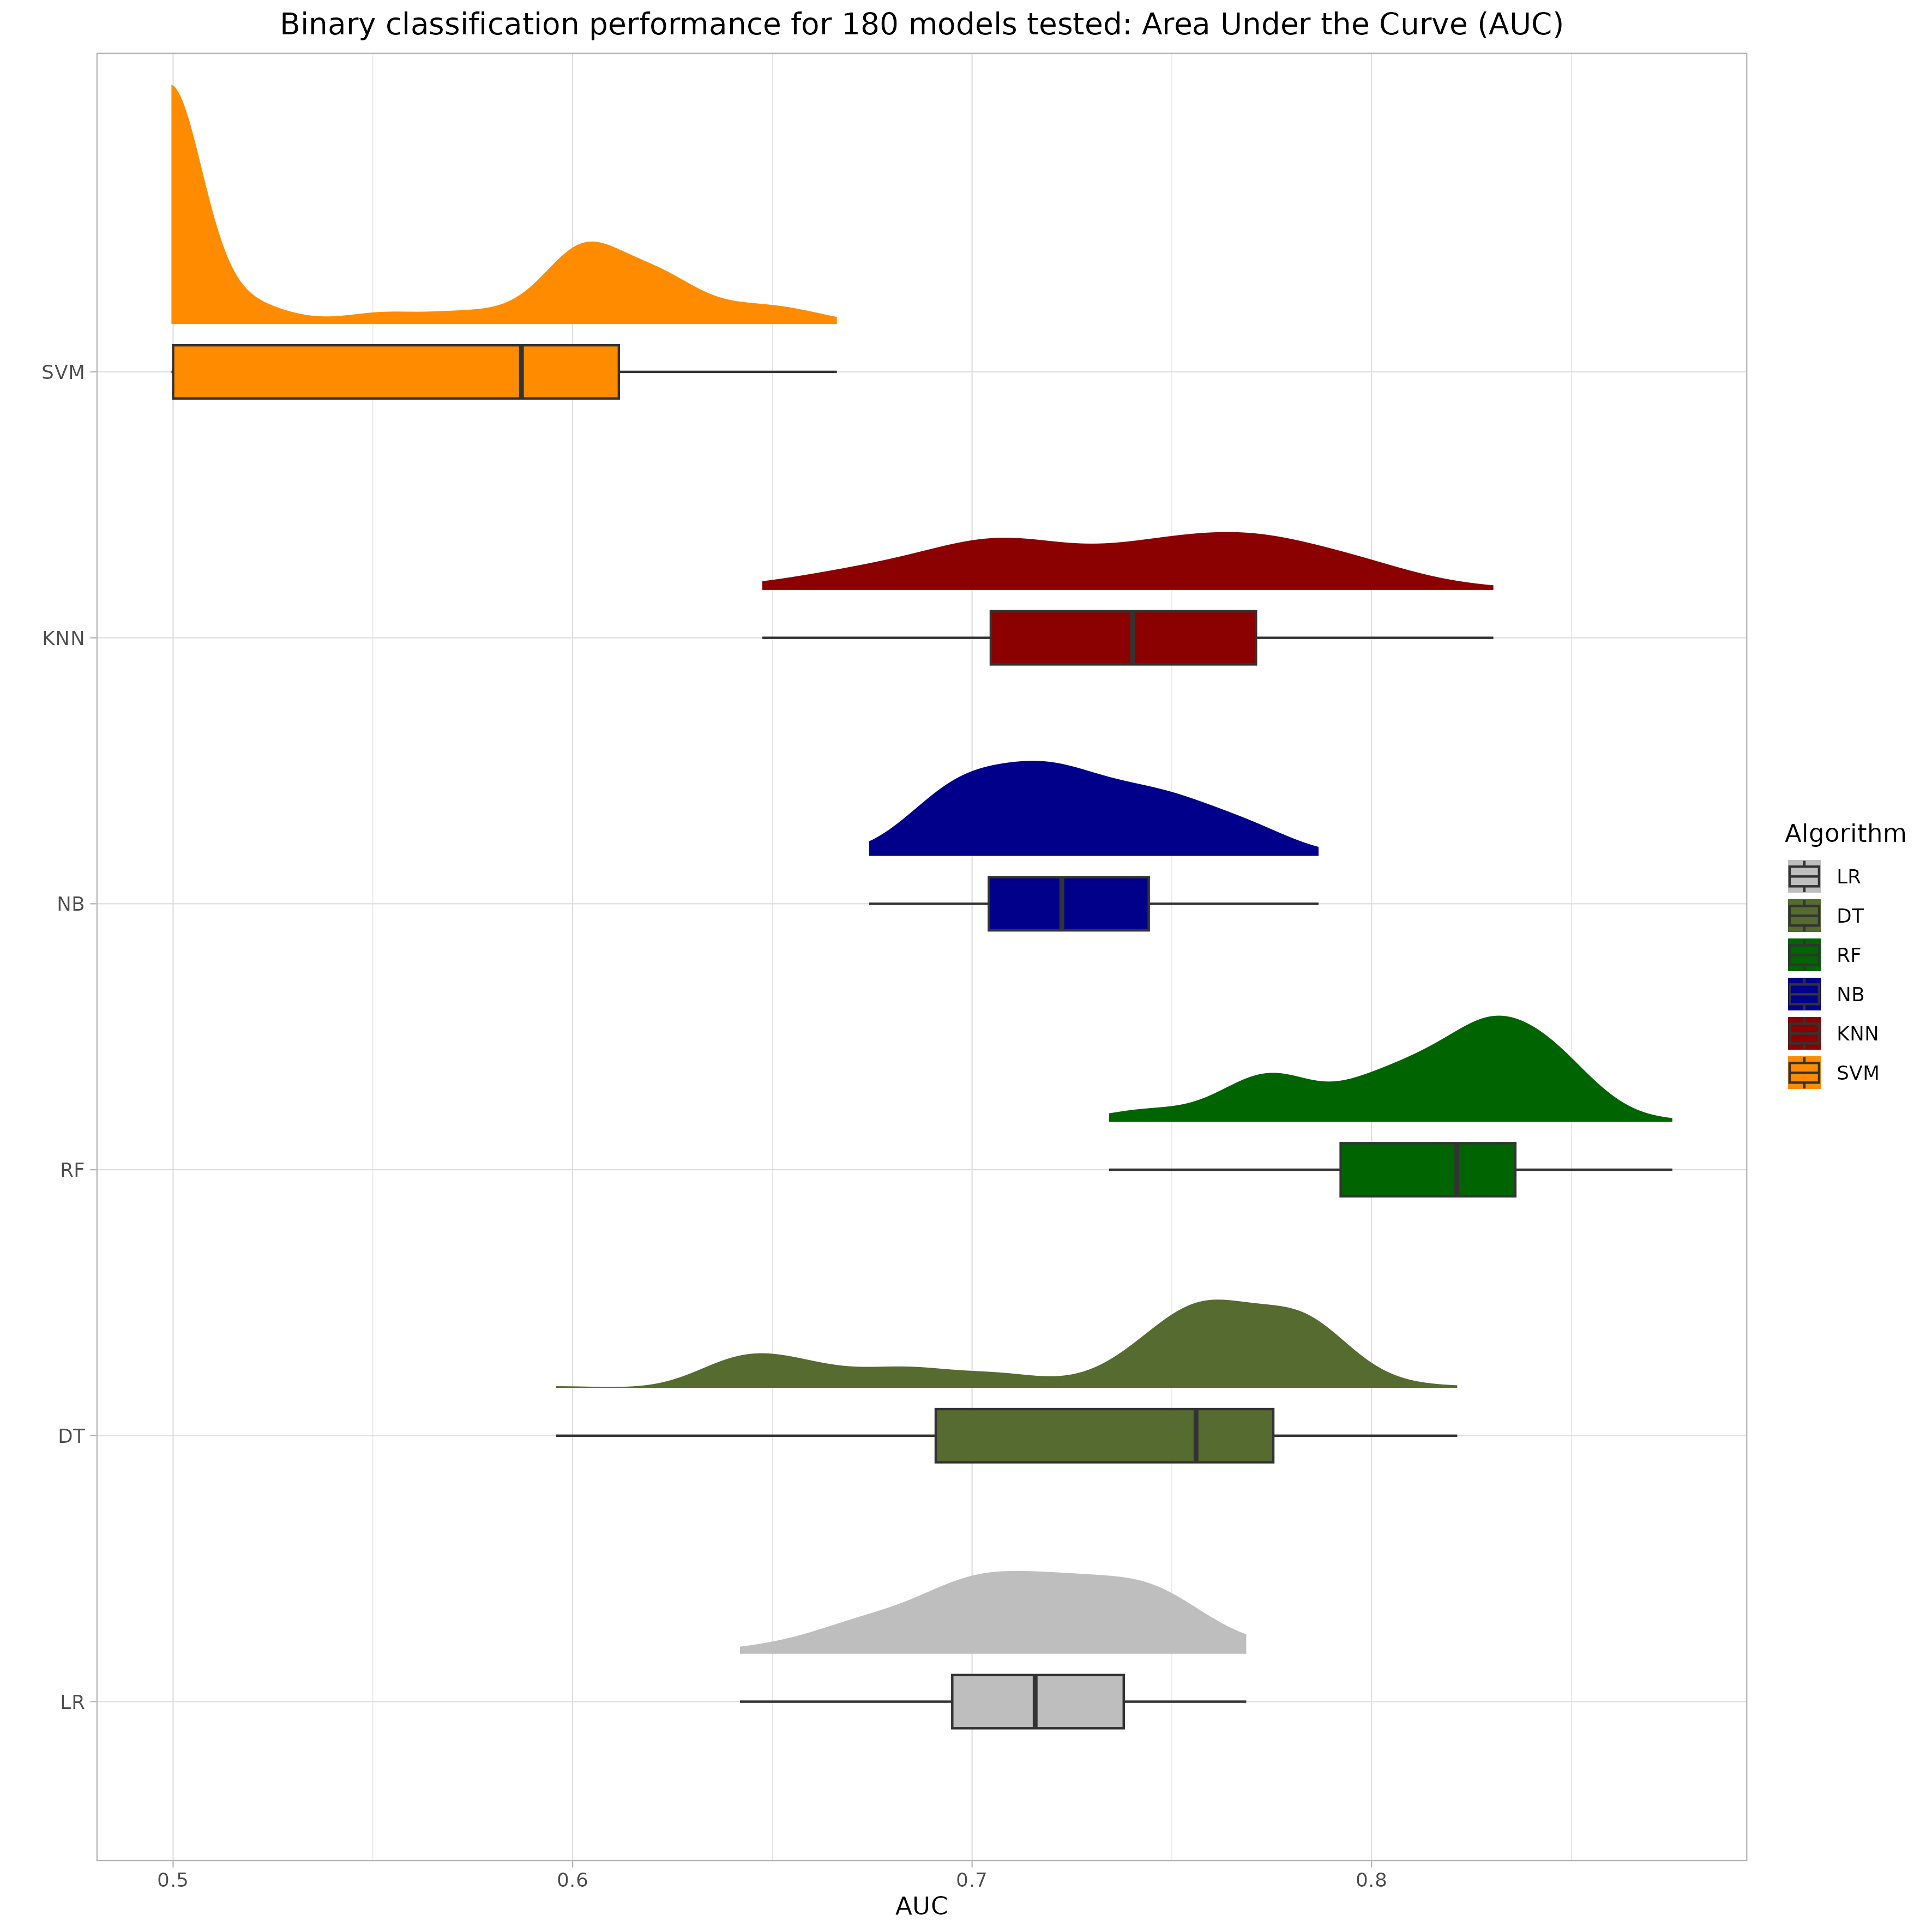 Binary classification performance for 180 models tested: Area Under the Curve (AUC)
SVM
KNN
NB
RF
DT
LR
0.5 0.6 0.7 0.8
AUC
Algorithm
LR
DT
RF
NB
KNN
SVM